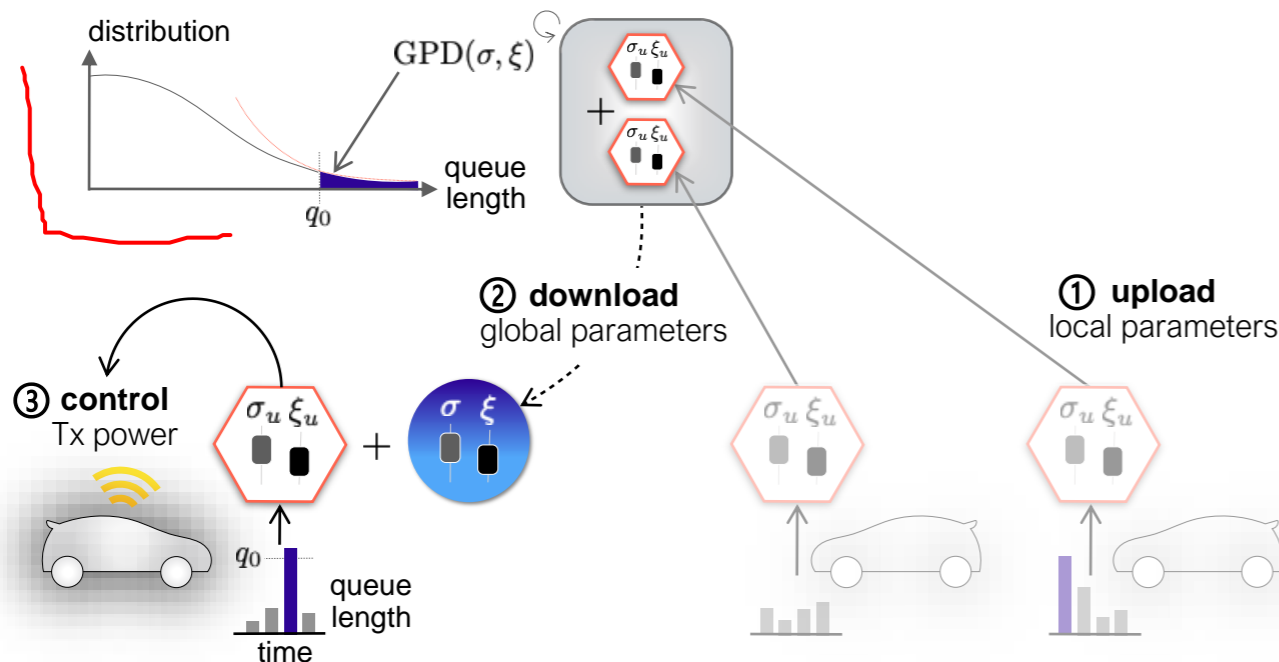 distribution
GPD(σ, ξ)
queue
length
q₀
σᵤ ξᵤ
+
σᵤ ξᵤ
② download
global parameters
① upload
local parameters
③ control
Tx power
σᵤ ξᵤ
+
σ ξ
σᵤ ξᵤ
σᵤ ξᵤ
q₀
queue
length
time